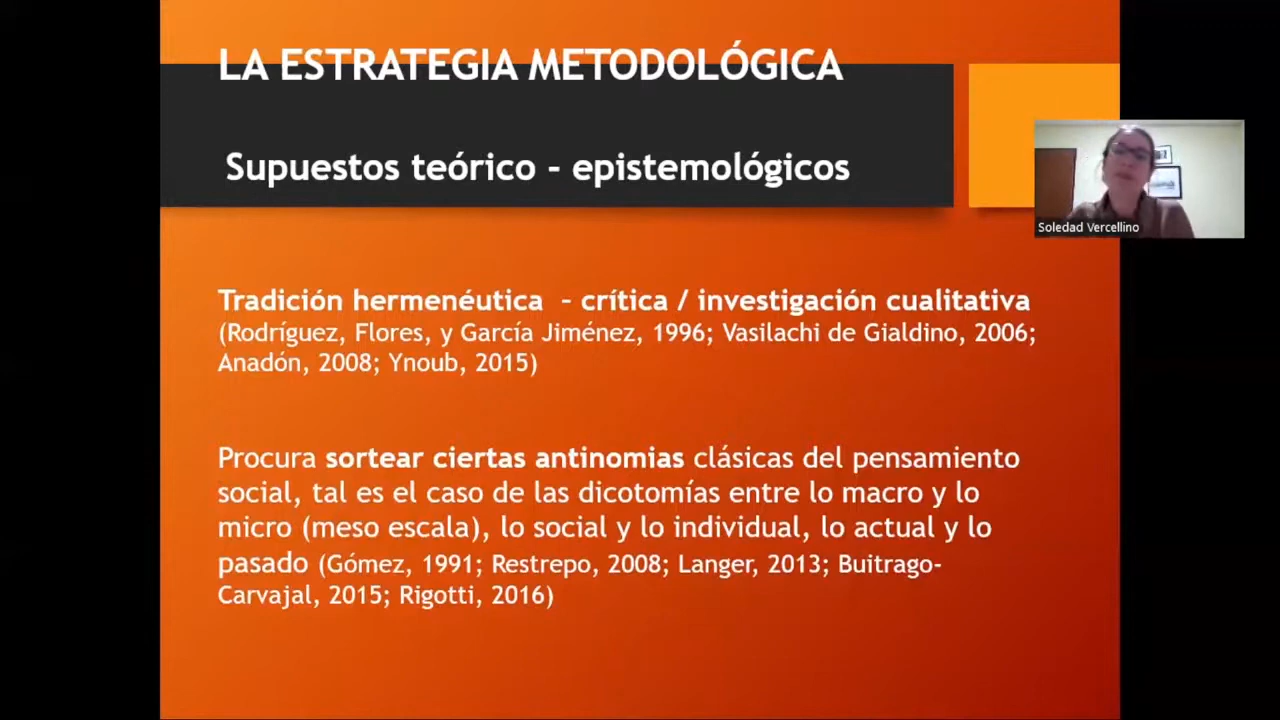 LA ESTRATEGIA METODOLÓGICA
Supuestos teórico – epistemológicos
Soledad Vercellino
Tradición hermenéutica – crítica / investigación cualitativa
(Rodríguez, Flores, y García Jiménez, 1996; Vasilachi de Gialdino, 2006;
Anadón, 2008; Ynoub, 2015)
Procura sortear ciertas antinomias clásicas del pensamiento
social, tal es el caso de las dicotomías entre lo macro y lo
micro (meso escala), lo social y lo individual, lo actual y lo
pasado (Gómez, 1991; Restrepo, 2008; Langer, 2013; Buitrago-
Carvajal, 2015; Rigotti, 2016)